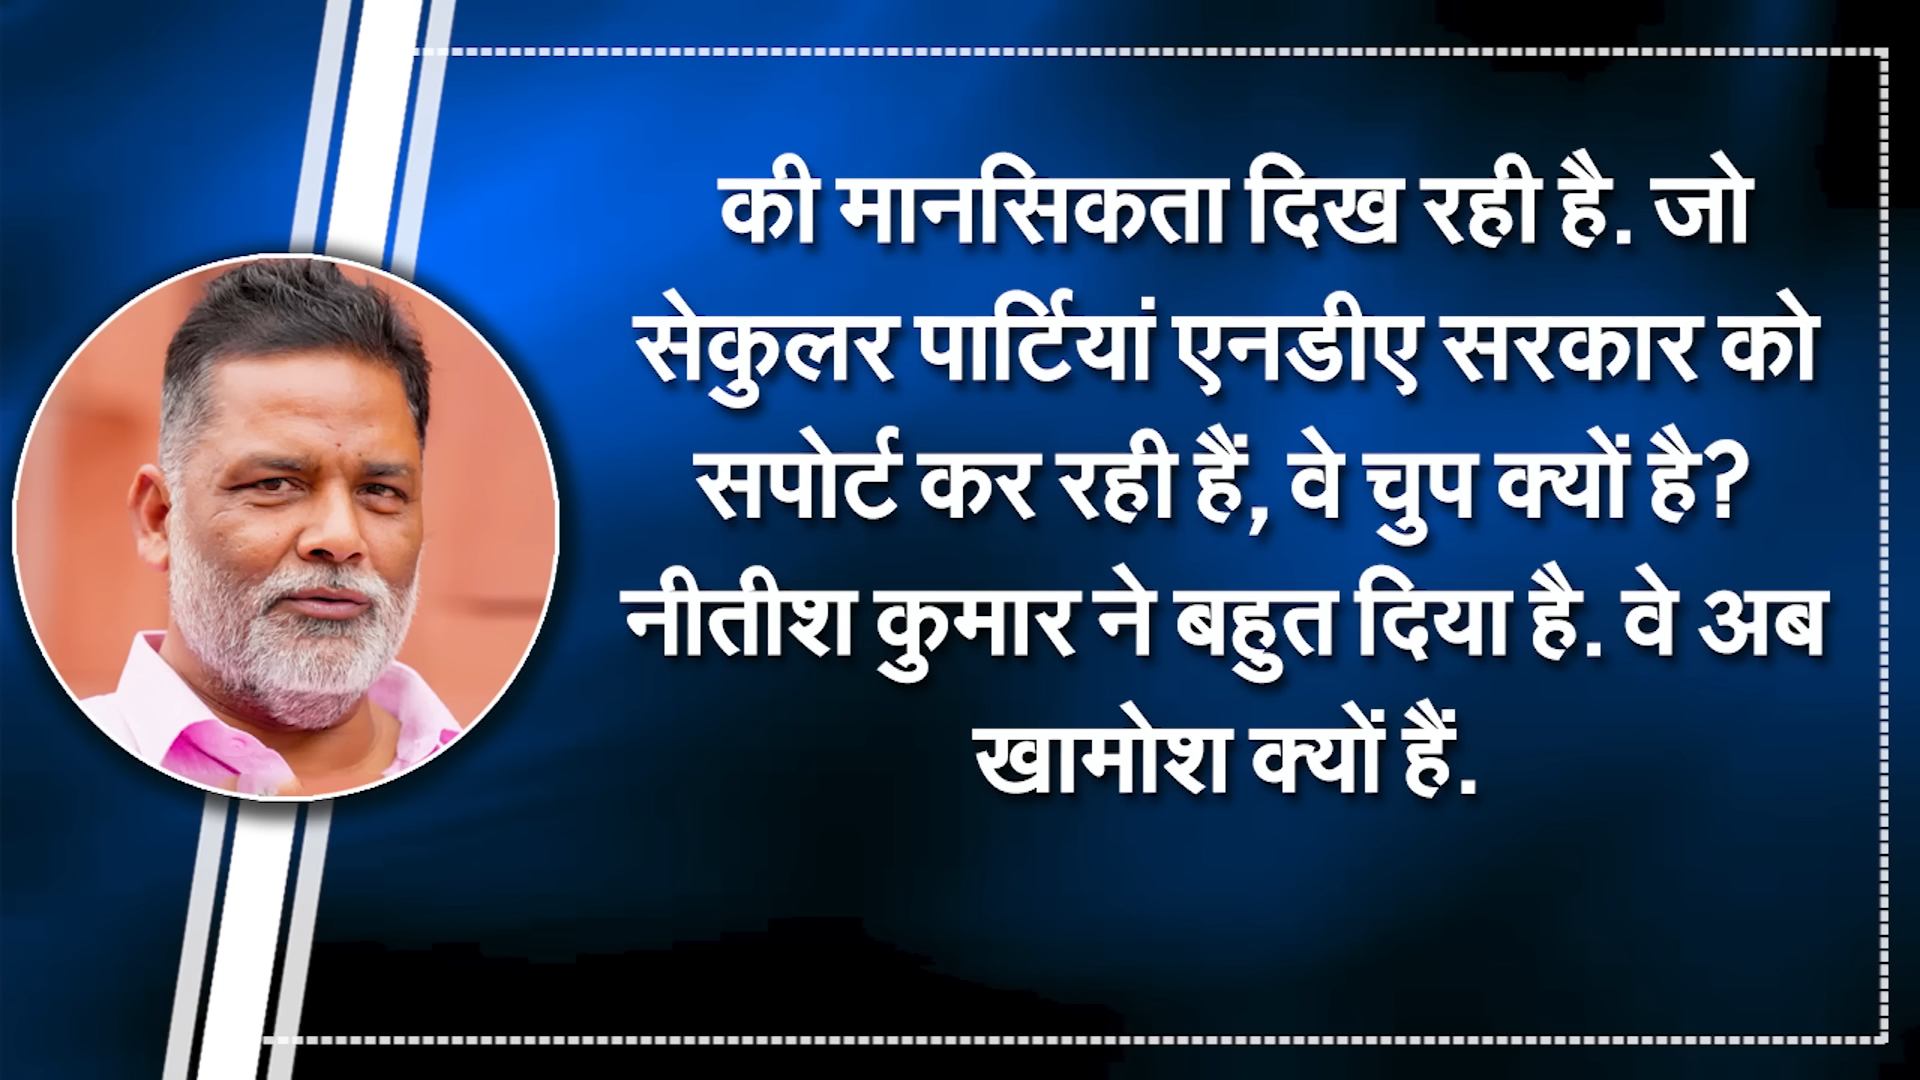 की मानसिकता दिख रही है. जो
सेकुलर पार्टियां एनडीए सरकार को
सपोर्ट कर रही हैं, वे चुप क्यों है?
नीतीश कुमार ने बहुत दिया है. वे अब
खामोश क्यों हैं.